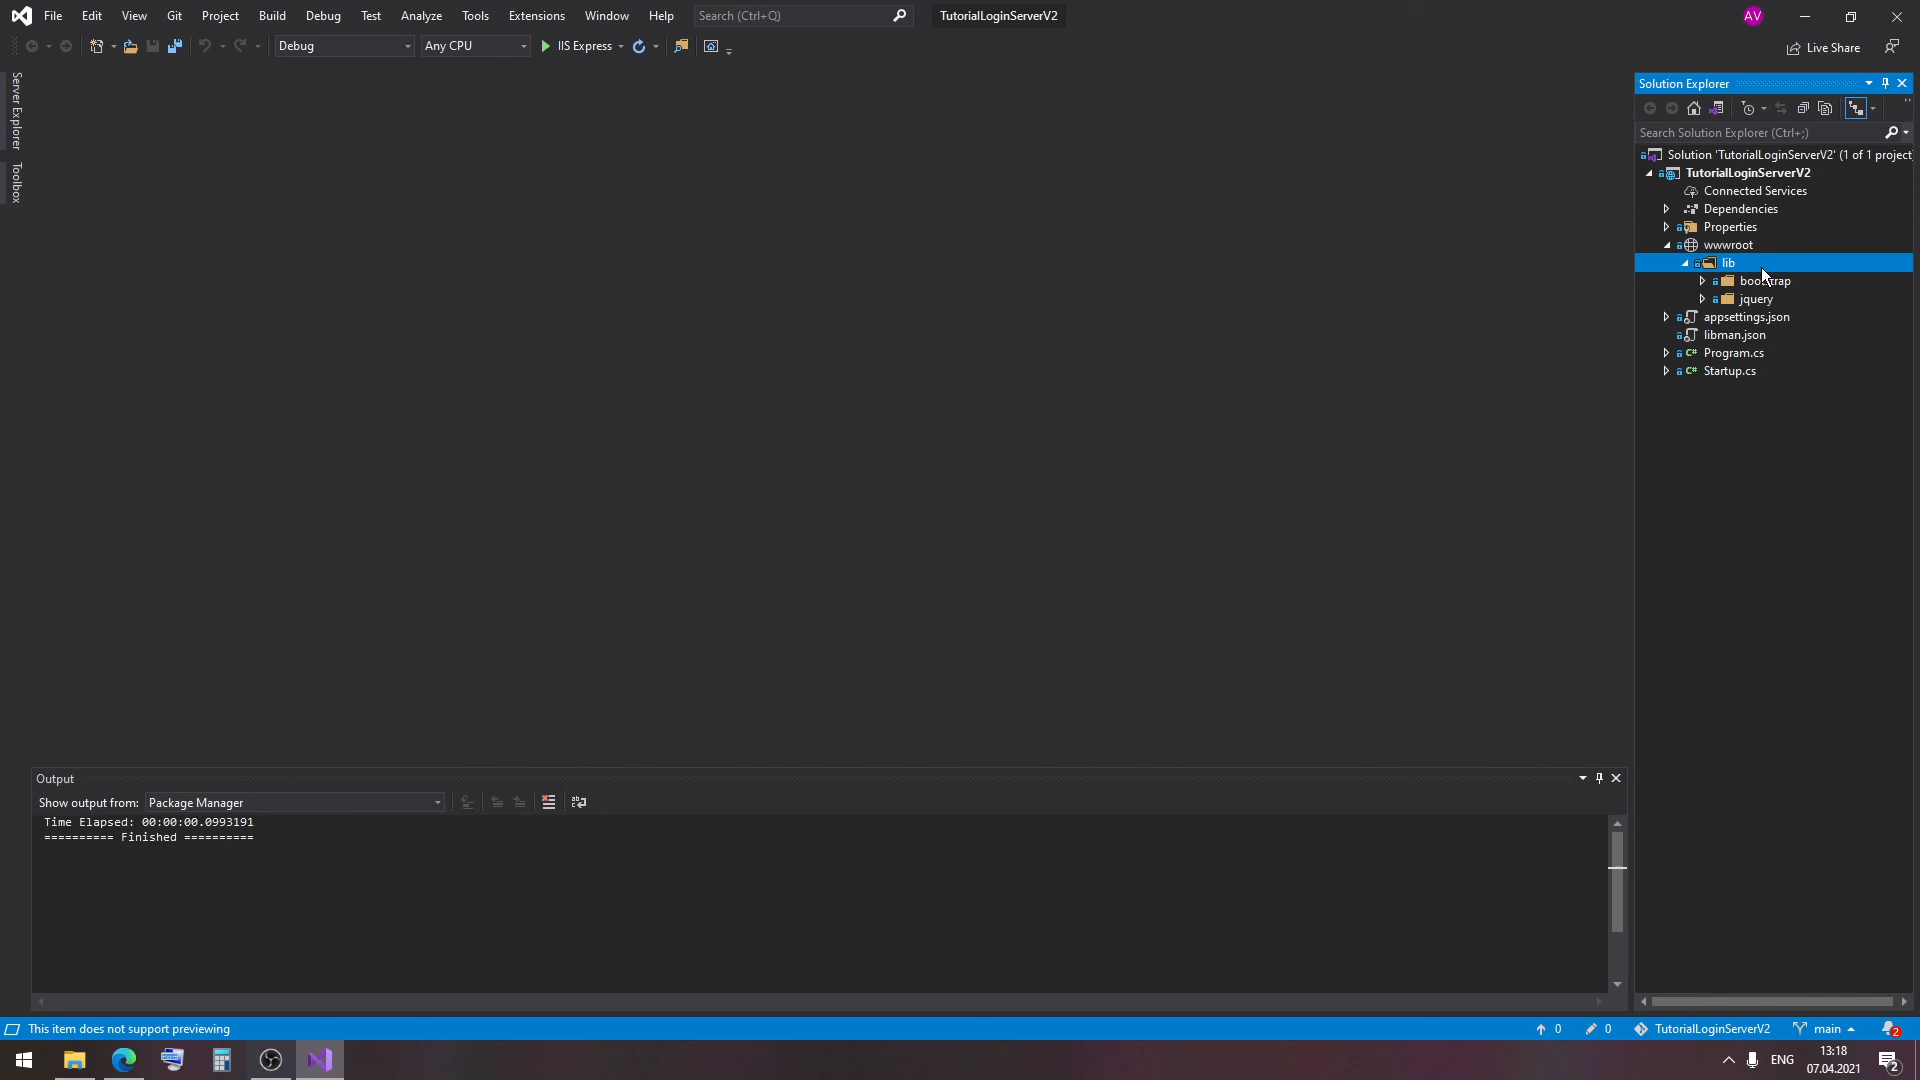 File Edit View Git Project Build Debug Test Analyze Tools Extensions Window Help Search (Ctrl+Q) TutorialLoginServerV2 AV
Debug Any CPU IIS Express Live Share
Server Explorer
Toolbox
Solution Explorer
Search Solution Explorer (Ctrl+;)
Solution 'TutorialLoginServerV2' (1 of 1 project)
TutorialLoginServerV2
Connected Services
Dependencies
Properties
wwwroot
lib
bootstrap
jquery
appsettings.json
libman.json
C# Program.cs
C# Startup.cs
Output
Show output from: Package Manager
Time Elapsed: 00:00:00.0993191
========== Finished ==========
This item does not support previewing 0 0 TutorialLoginServerV2 main 2
ENG 13:18
07.04.2021 2